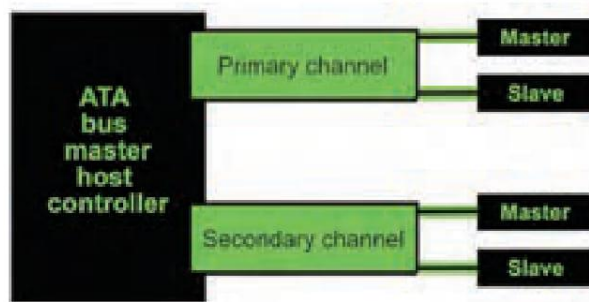 ATA
bus
master
host
controller
Primary channel
Master
Slave
Secondary channel
Master
Slave